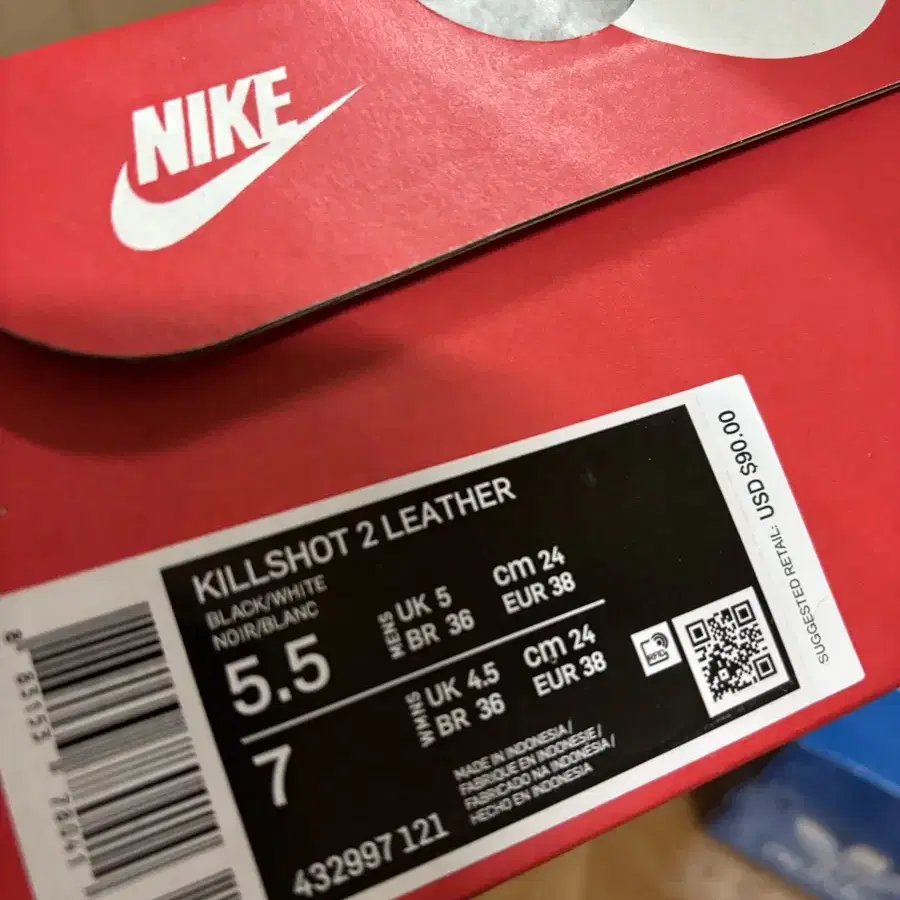 NIKE
KILLSHOT 2 LEATHER
BLACK/WHITE
NOIR/BLANC
5.5
MENS
UK 5
cm 24
BR 36
EUR 38
7
WMNS
UK 4.5
cm 24
BR 36
EUR 38
RFID
MADE IN INDONESIA/
FABRIQUE EN INDONESIE/
FABRICADO NA INDONÉSIA/
HECHO EN INDONESIA
432997 121
SUGGESTED RETAIL: USD $90.00